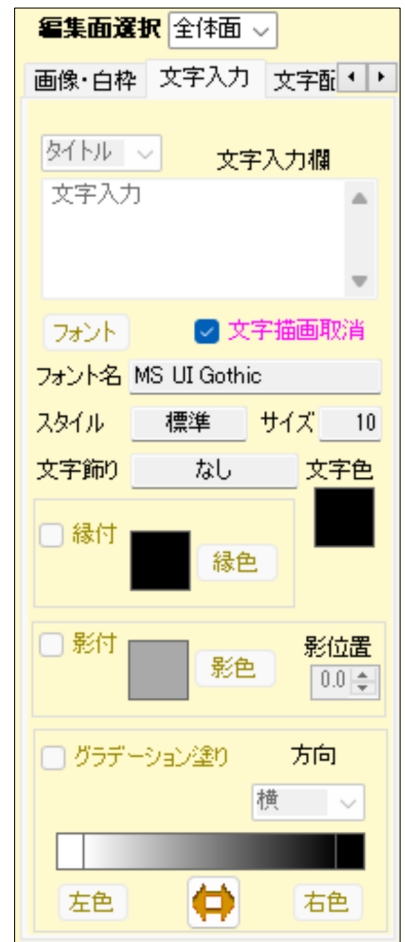 編集面選択 全体面
画像・白枠 文字入力 文字配
タイトル 文字入力欄
文字入力
フォント 文字描画取消
フォント名 MS UI Gothic
スタイル 標準 サイズ 10
文字飾り なし 文字色
縁付
縁色
影付 影位置
影色 0.0
グラデーション塗り 方向
横
左色 右色